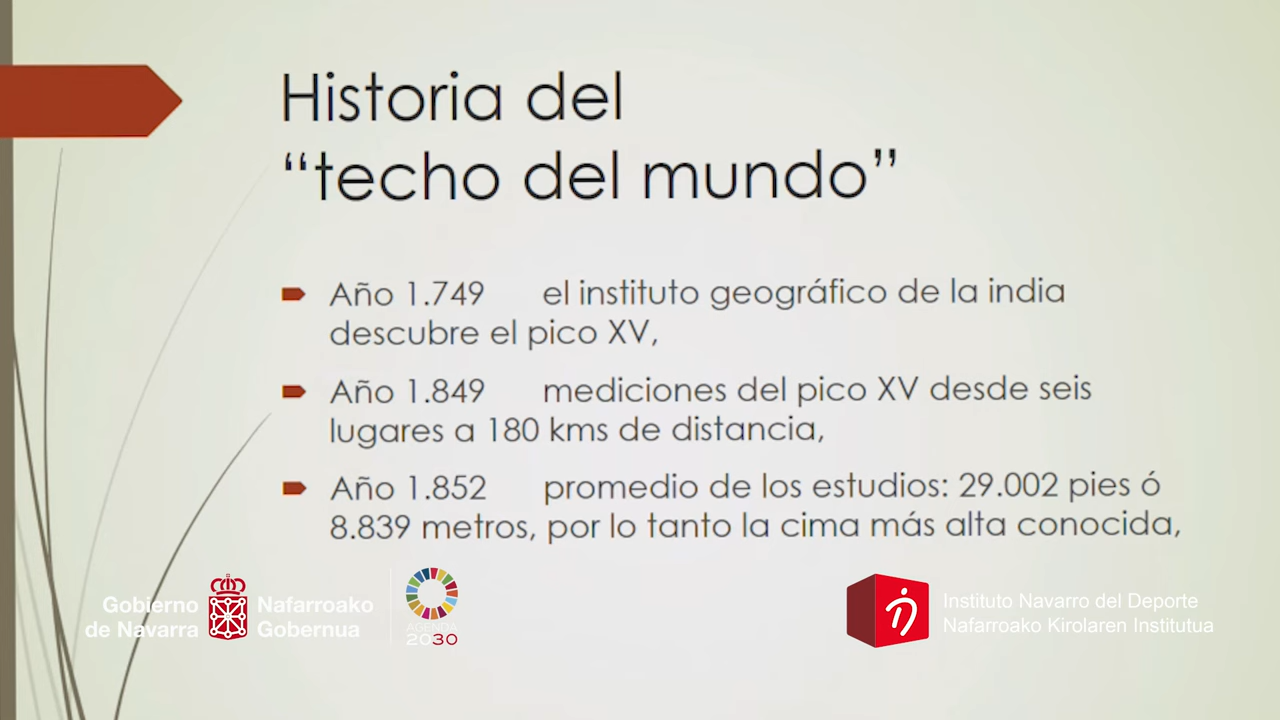 Historia del
“techo del mundo”
Año 1.749 el instituto geográfico de la india
descubre el pico XV,
Año 1.849 mediciones del pico XV desde seis
lugares a 180 kms de distancia,
Año 1.852 promedio de los estudios: 29.002 pies ó
8.839 metros, por lo tanto la cima más alta conocida,
Gobierno
de Navarra
Nafarroako
Gobernua
AGENDA
2030
Instituto Navarro del Deporte
Nafarroako Kirolaren Institutua